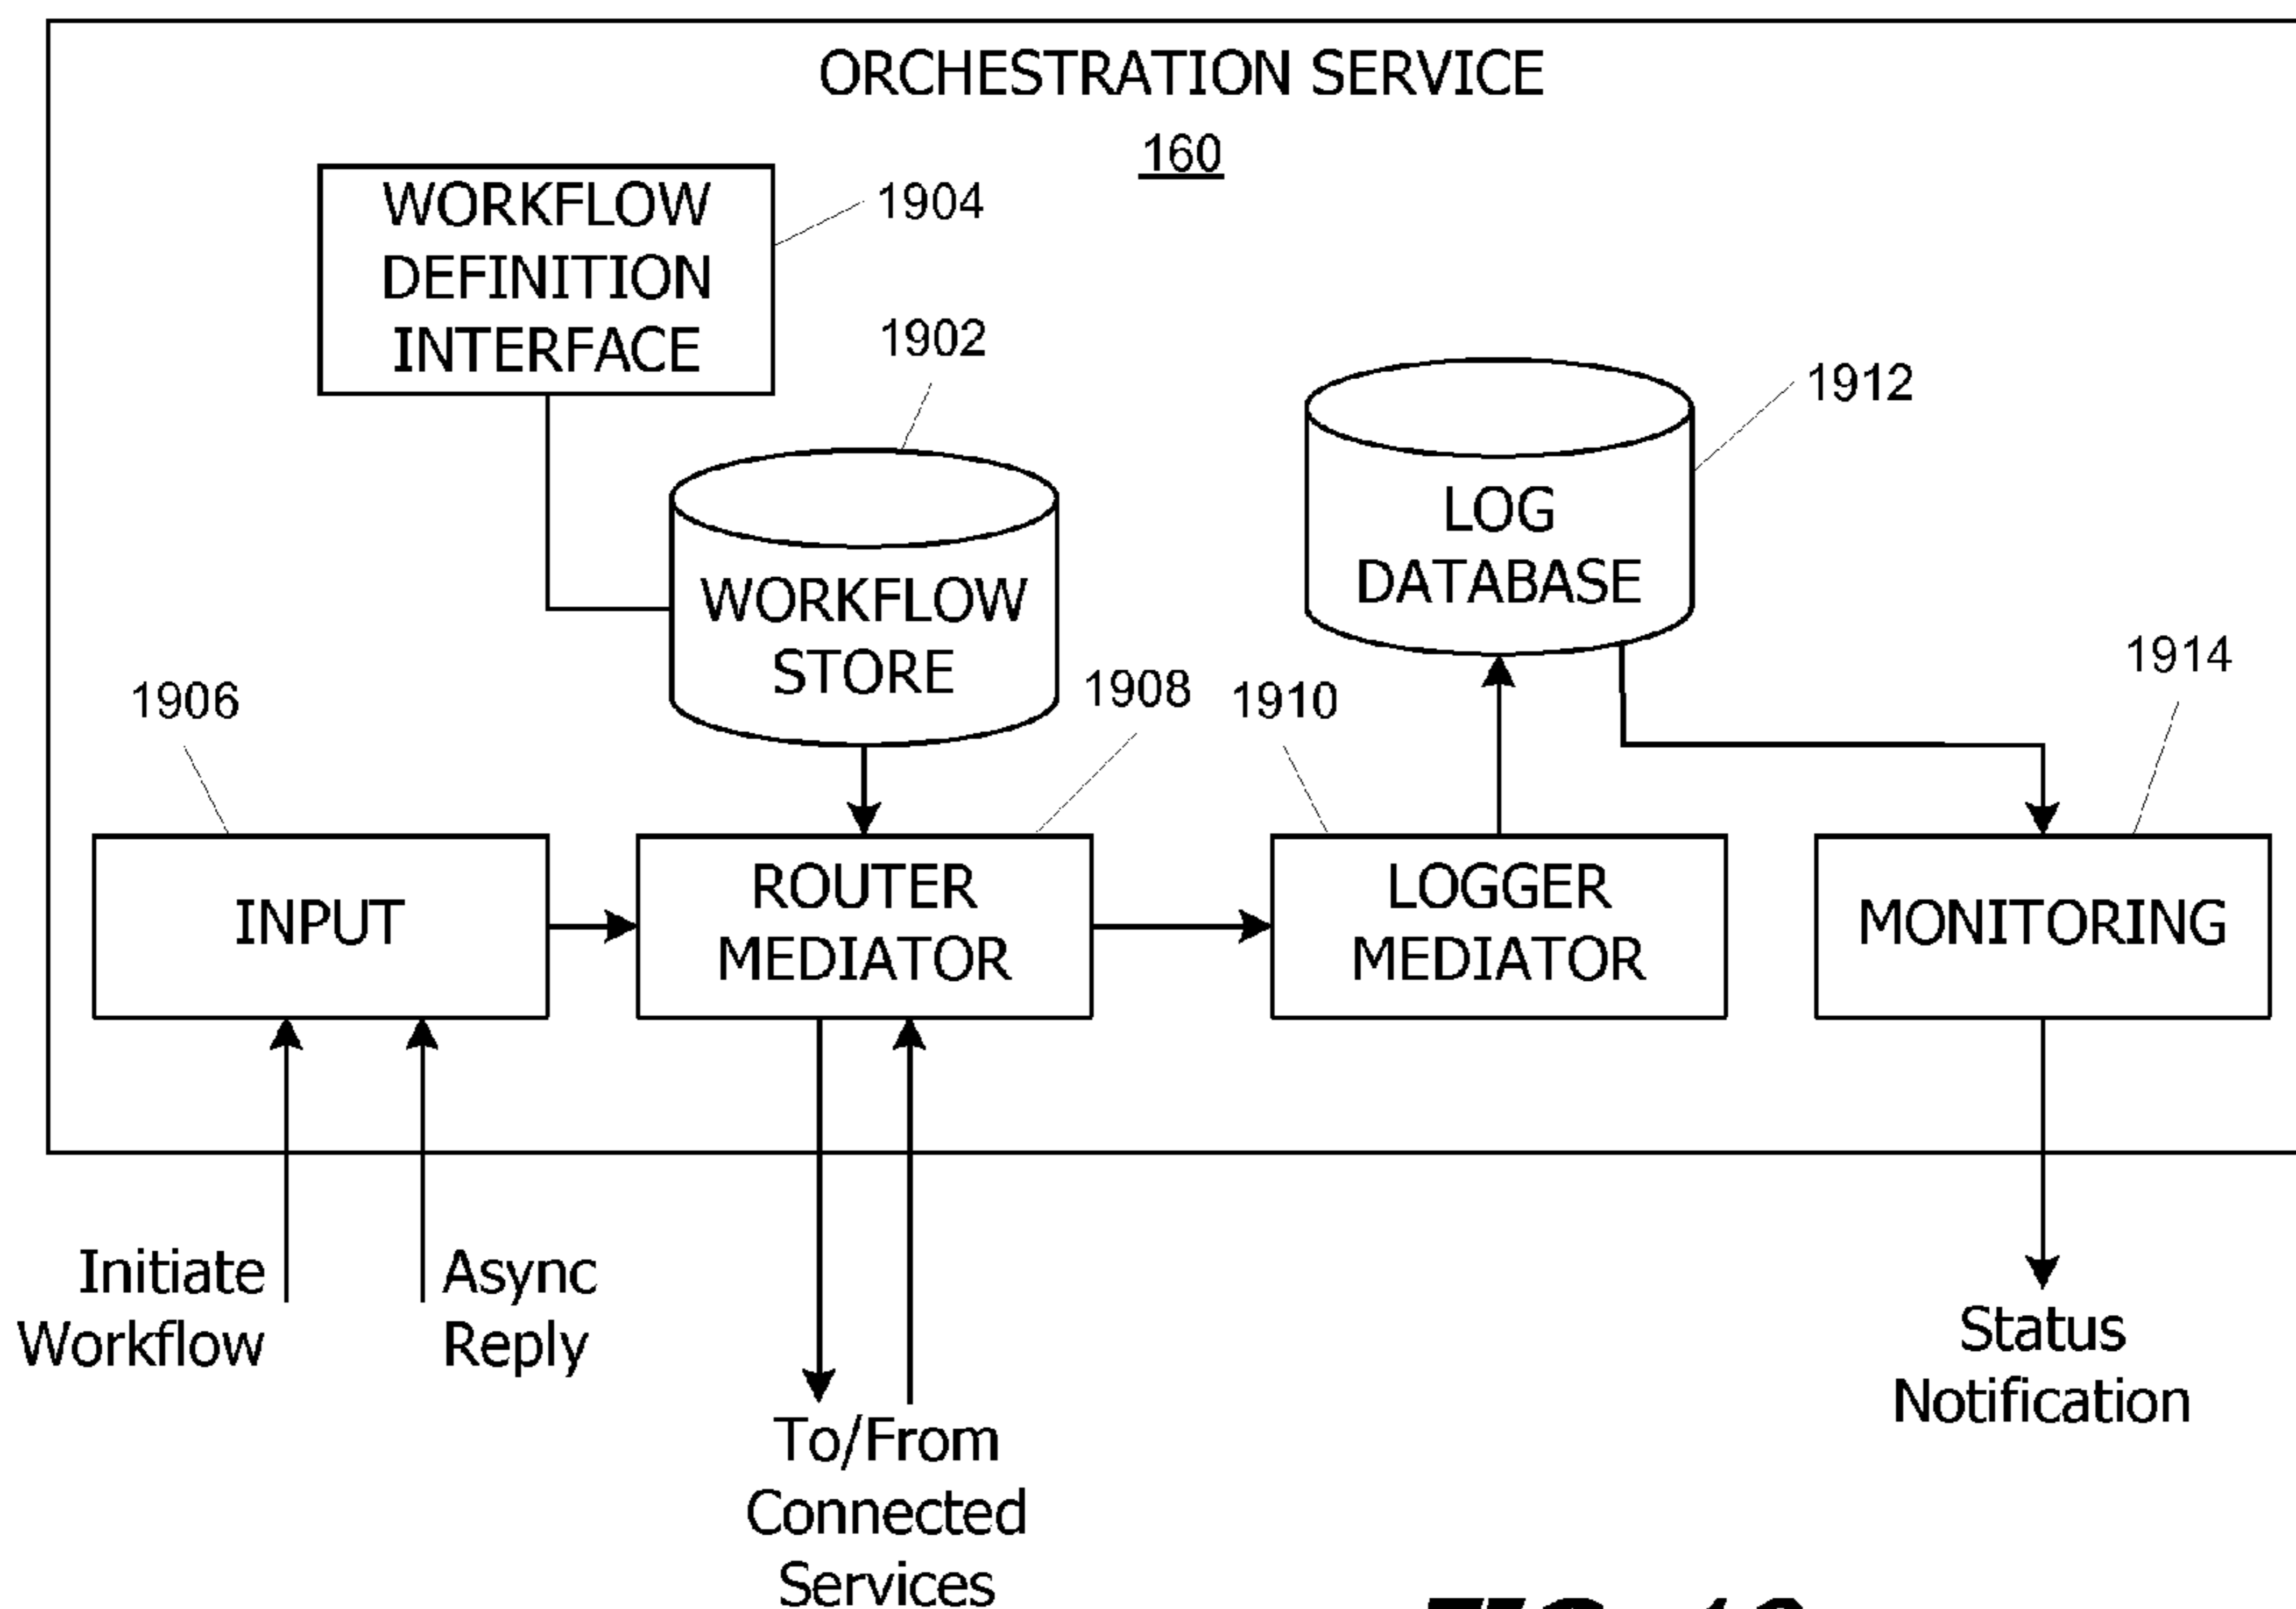 ORCHESTRATION SERVICE
160
WORKFLOW
DEFINITION
INTERFACE
1904
1902
WORKFLOW
STORE
1912
LOG
DATABASE
1906
1908
1910
1914
INPUT
ROUTER
MEDIATOR
LOGGER
MEDIATOR
MONITORING
Initiate
Workflow
Async
Reply
To/From
Connected
Services
Status
Notification